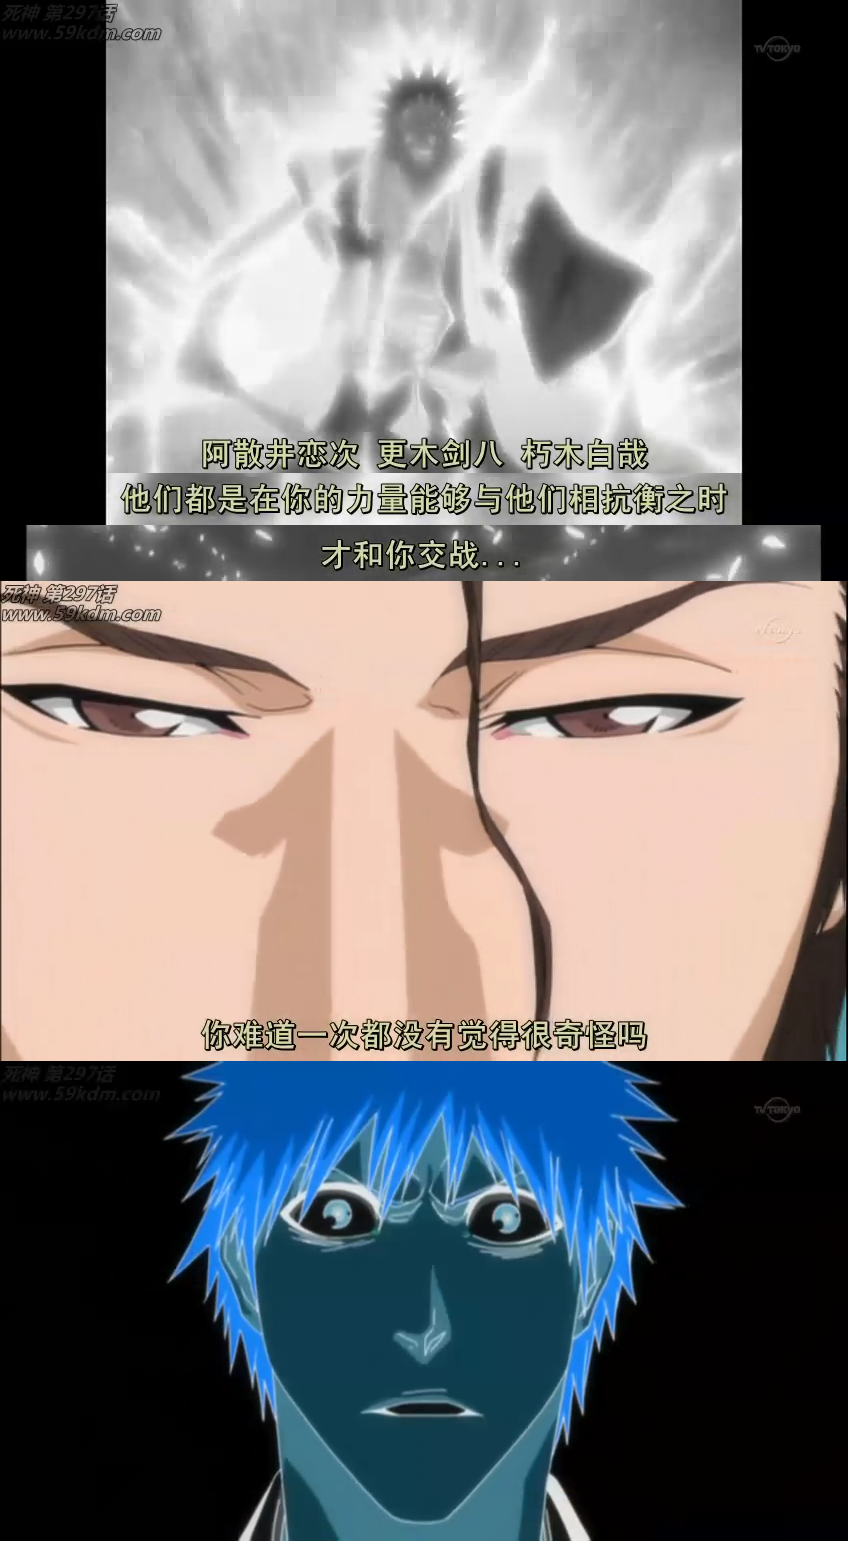 死神 第297话
www.59kdm.com
TV TOKYO
阿散井恋次 更木剑八 朽木白哉
他们都是在你的力量能够与他们相抗衡之时
才和你交战...
死神 第297话
www.59kdm.com
你难道一次都没有觉得很奇怪吗
死神 第297话
www.59kdm.com
TV TOKYO